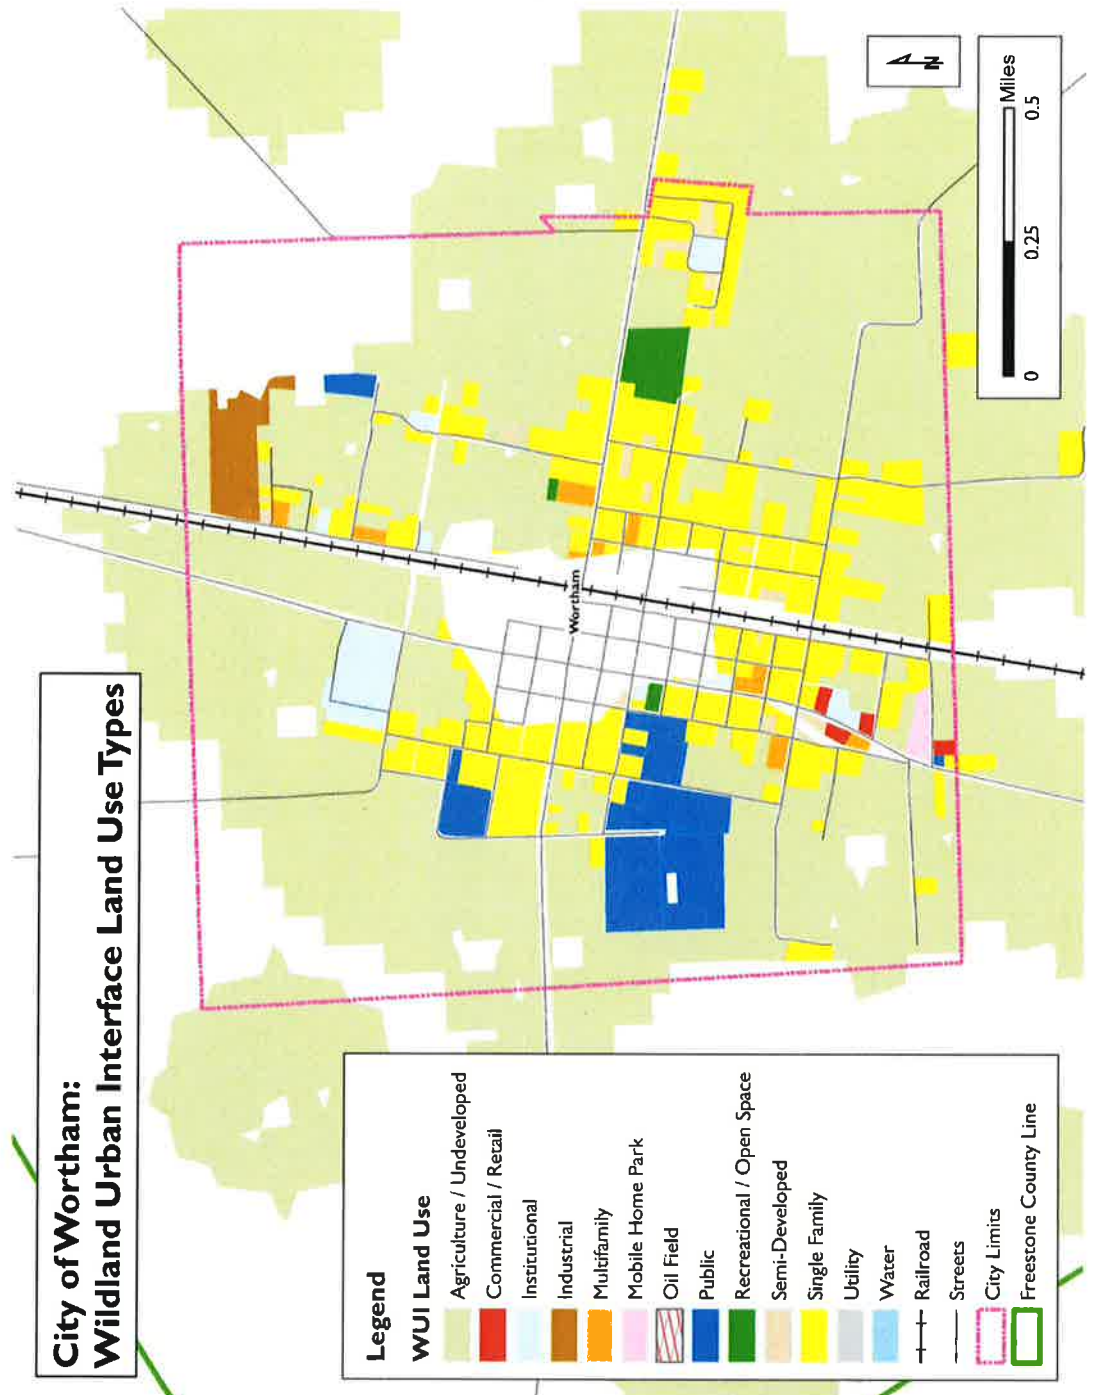 City of Wortham:
Wildland Urban Interface Land Use Types
Wortham
N
Miles
0
0.25
0.5
Legend
WUI Land Use
Agriculture / Undeveloped
Commercial / Retail
Institutional
Industrial
Multifamily
Mobile Home Park
Oil Field
Public
Recreational / Open Space
Semi-Developed
Single Family
Utility
Water
Railroad
Streets
City Limits
Freestone County Line